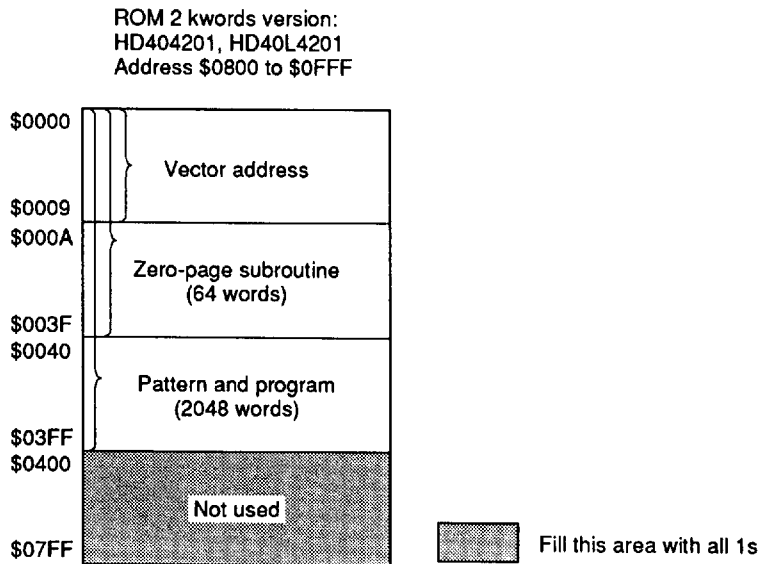 ROM 2 kwords version:
HD404201, HD40L4201
Address $0800 to $0FFF
$0000
Vector address
$0009
$000A
Zero-page subroutine
(64 words)
$003F
$0040
Pattern and program
(2048 words)
$03FF
$0400
Not used
$07FF
Fill this area with all 1s